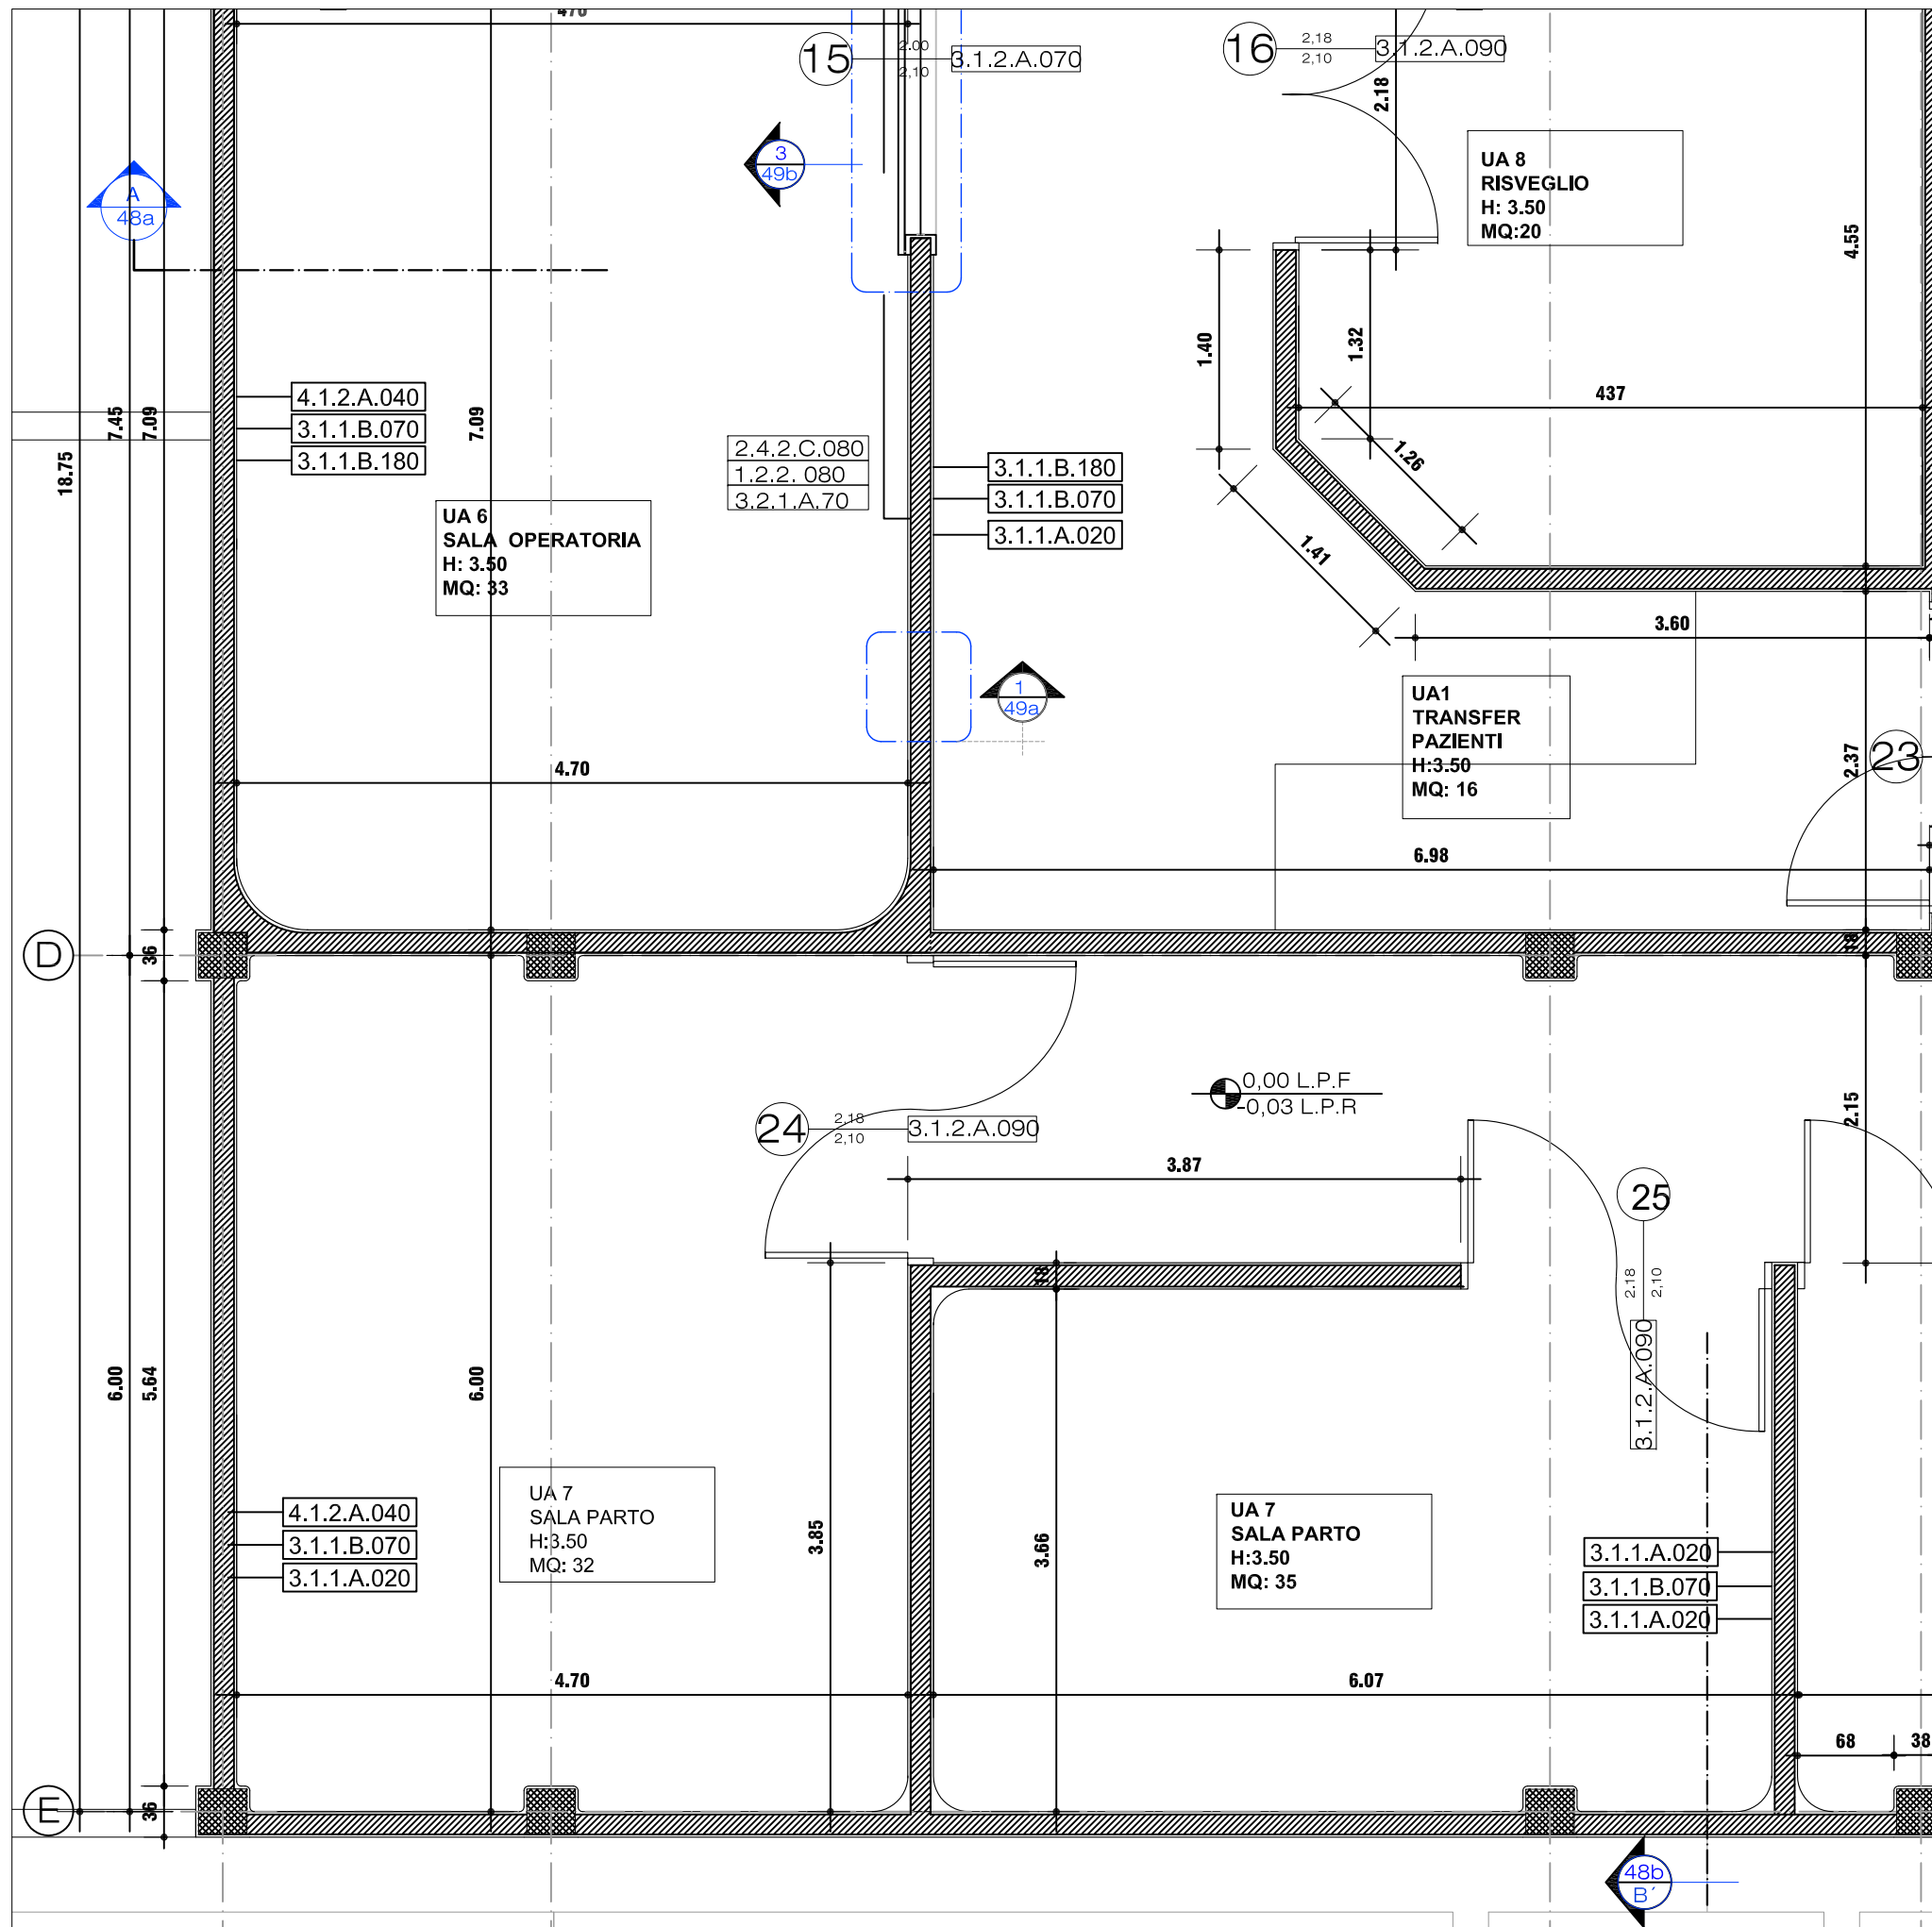 470
15
2.00
2,10
3.1.2.A.070
16
2,18
2,10
3.1.2.A.090
2.18
UA 8
RISVEGLIO
H: 3.50
MQ:20
3
49b
A
48a
4.55
1.40
1.32
437
1.26
1.41
4.1.2.A.040
3.1.1.B.070
3.1.1.B.180
7.45
7.09
18.75
7.09
2.4.2.C.080
1.2.2. 080
3.2.1.A.70
3.1.1.B.180
3.1.1.B.070
3.1.1.A.020
UA 6
SALA OPERATORIA
H: 3.50
MQ: 33
3.60
1
49a
UA1
TRANSFER
PAZIENTI
H:3.50
MQ: 16
2.37
23
4.70
6.98
D
36
18
0,00 L.P.F
-0,03 L.P.R
24
2,18
2,10
3.1.2.A.090
2.15
3.87
25
2.18
2,10
3.1.2.A.090
18
6.00
5.64
6.00
UA 7
SALA PARTO
H:3.50
MQ: 32
4.1.2.A.040
3.1.1.B.070
3.1.1.A.020
3.85
3.66
UA 7
SALA PARTO
H:3.50
MQ: 35
3.1.1.A.020
3.1.1.B.070
3.1.1.A.020
4.70
6.07
68
38
E
36
48b
B´